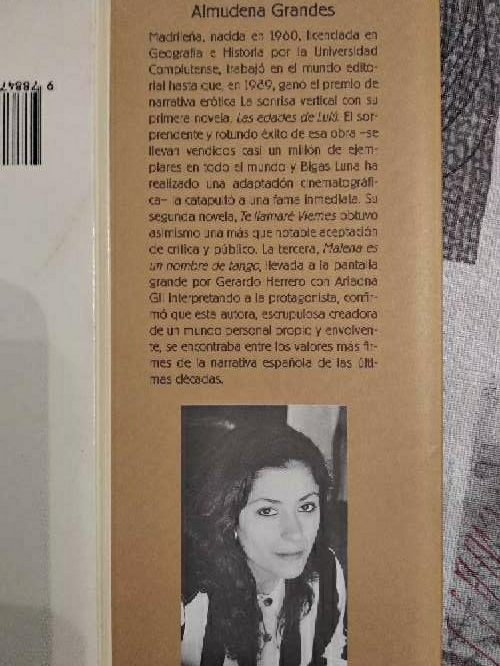 Almudena Grandes
Madrileña, nacida en 1960, licenciada en
Geografía e Historia por la Universidad
Complutense, trabajó en el mundo edito-
rial hasta que, en 1989, ganó el premio de
narrativa erótica La sonrisa vertical con su
primera novela, Las edades de Lulú. El sor-
prendente y rotundo éxito de esa obra –se
llevan vendidos casi un millón de ejem-
plares en todo el mundo y Bigas Luna ha
realizado una adaptación cinematográfi-
ca– la catapultó a una fama inmediata. Su
segunda novela, Te llamaré Viernes obtuvo
asimismo una más que notable aceptación
de crítica y público. La tercera, Malena es
un nombre de tango, llevada a la pantalla
grande por Gerardo Herrero con Ariadna
Gil interpretando a la protagonista, confir-
mó que esta autora, escrupulosa creadora
de un mundo personal propio y envolven-
te, se encontraba entre los valores más fir-
mes de la narrativa española de las últi-
mas décadas.